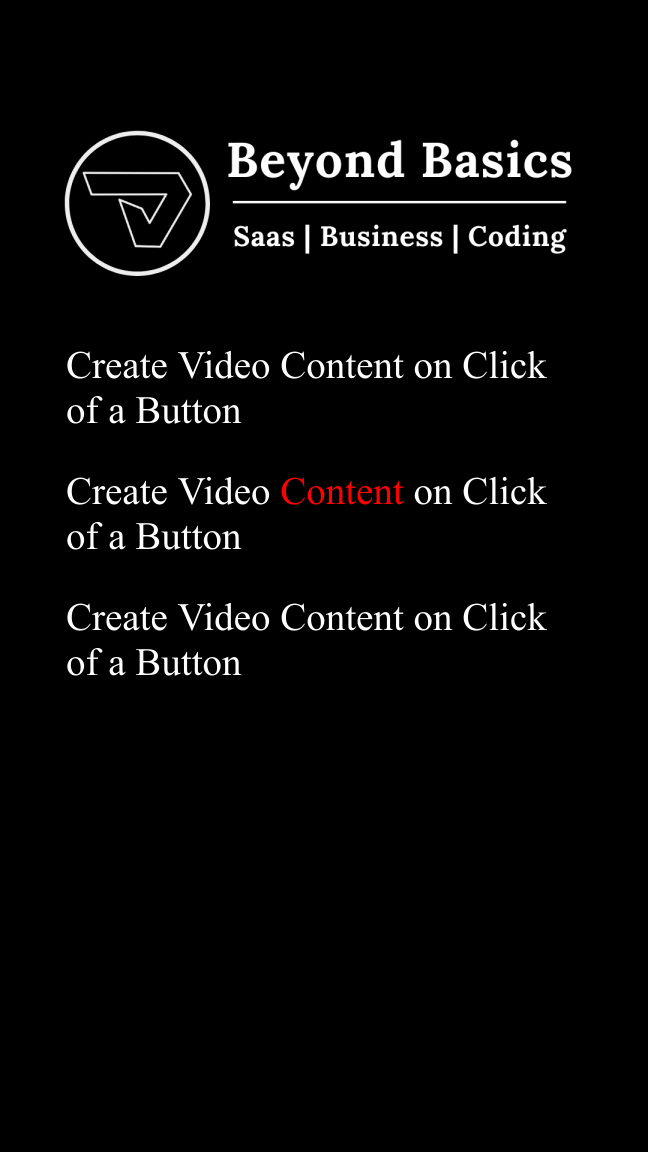 Beyond Basics
Saas | Business | Coding
Create Video Content on Click
of a Button
Create Video Content on Click
of a Button
Create Video Content on Click
of a Button